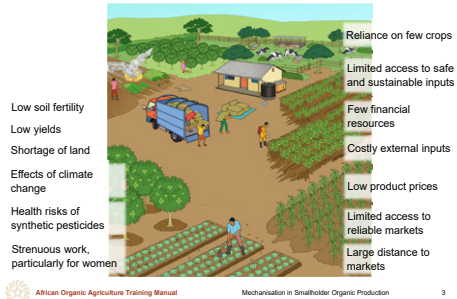 Low soil fertility
Low yields
Shortage of land
Effects of climate
change
Health risks of
synthetic pesticides
Strenuous work,
particularly for women
Reliance on few crops
Limited access to safe
and sustainable inputs
Few financial
resources
Costly external inputs
Low product prices
Limited access to
reliable markets
Large distance to
markets
African Organic Agriculture Training Manual
Mechanisation in Smallholder Organic Production
3